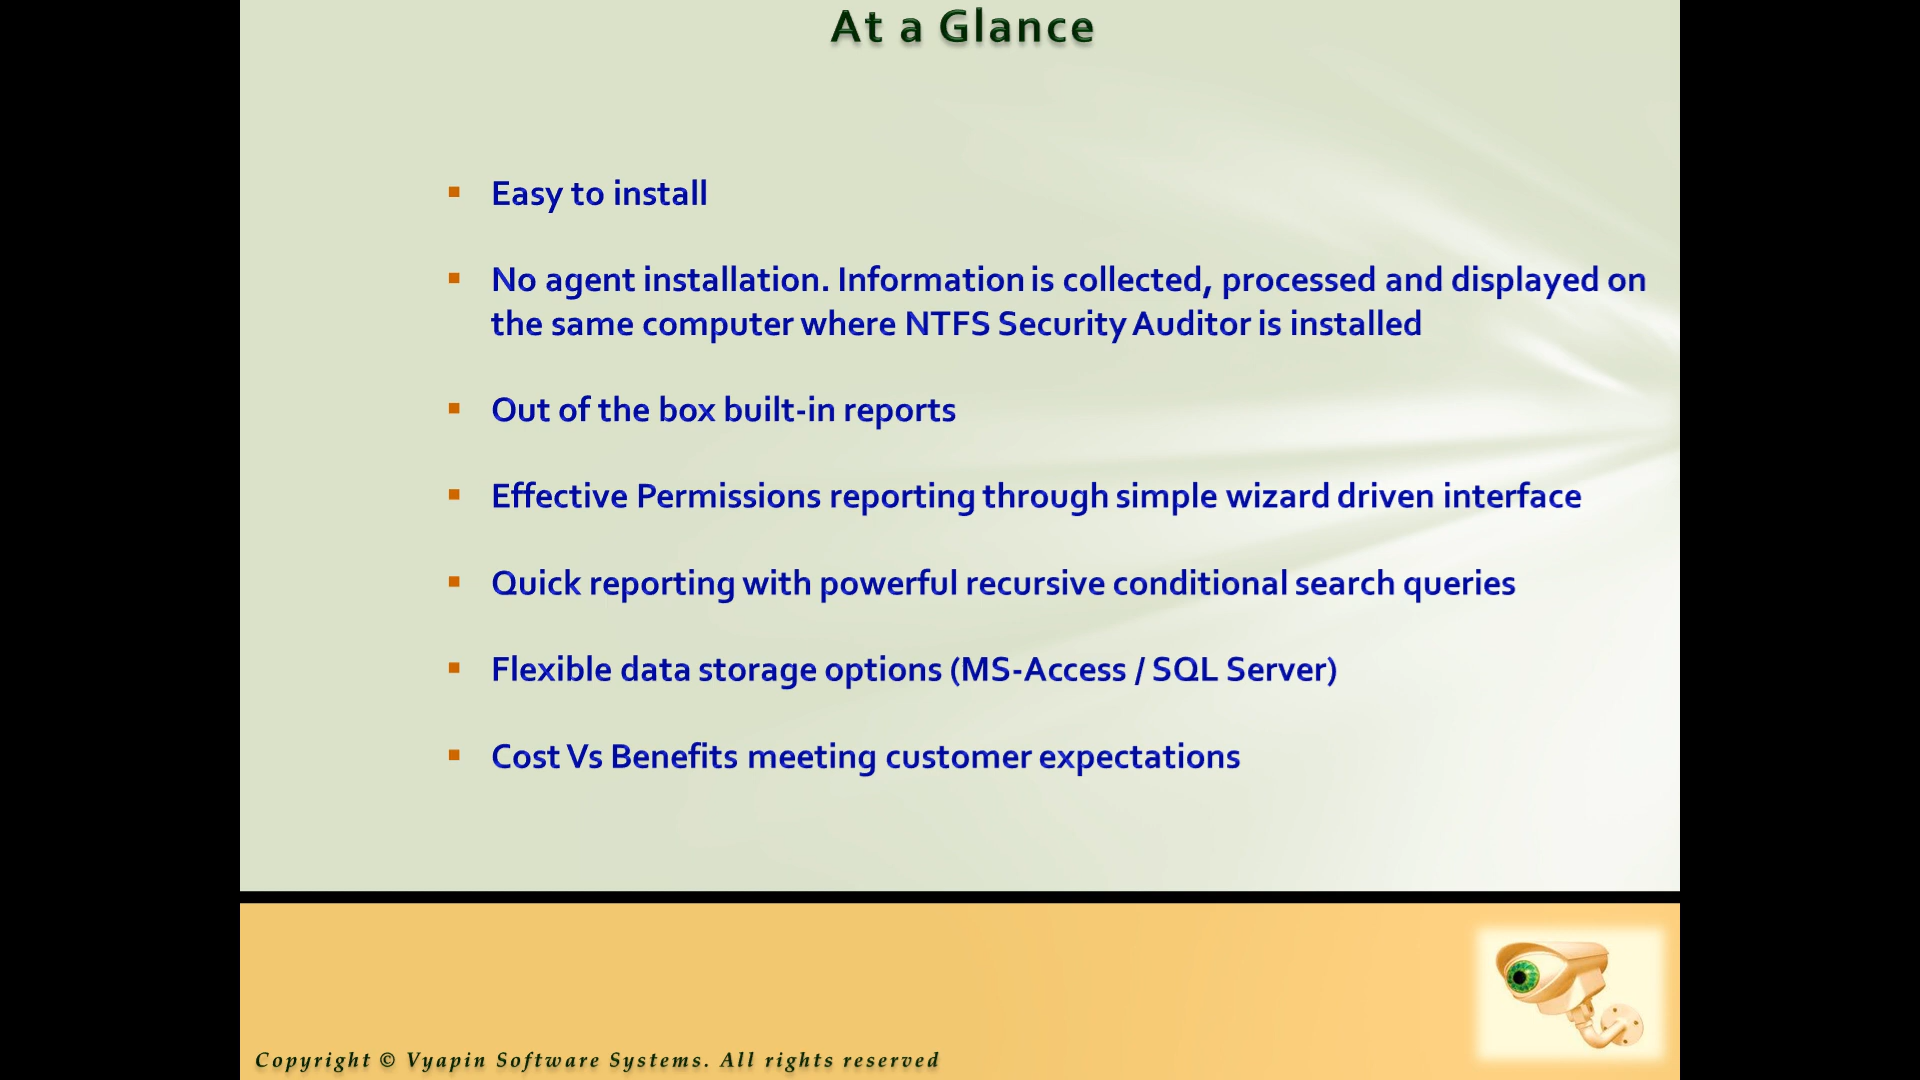 At a Glance
Easy to install
No agent installation. Information is collected, processed and displayed on
the same computer where NTFS Security Auditor is installed
Out of the box built-in reports
Effective Permissions reporting through simple wizard driven interface
Quick reporting with powerful recursive conditional search queries
Flexible data storage options (MS-Access / SQL Server)
Cost Vs Benefits meeting customer expectations
Copyright © Vyapin Software Systems. All rights reserved